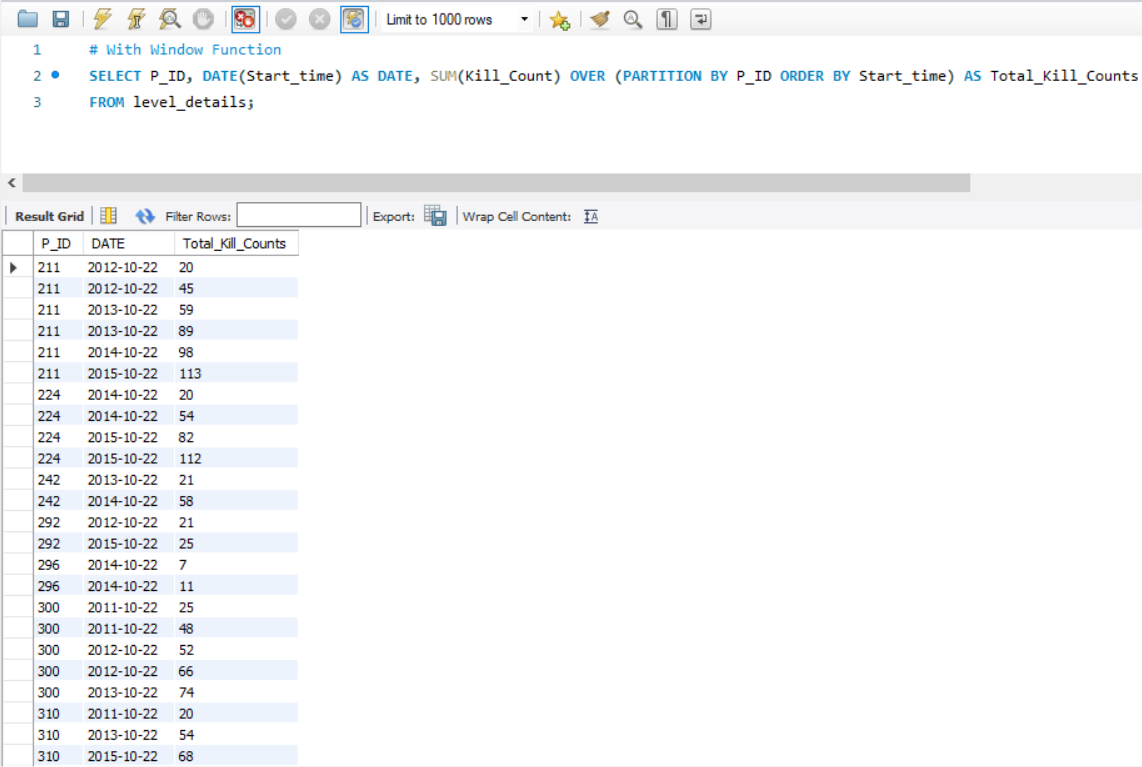 Limit to 1000 rows
1 # With Window Function
2 SELECT P_ID, DATE(Start_time) AS DATE, SUM(Kill_Count) OVER (PARTITION BY P_ID ORDER BY Start_time) AS Total_Kill_Counts
3 FROM level_details;
Result Grid Filter Rows: Export: Wrap Cell Content: IA
P_ID DATE Total_Kill_Counts
211 2012-10-22 20
211 2012-10-22 45
211 2013-10-22 59
211 2013-10-22 89
211 2014-10-22 98
211 2015-10-22 113
224 2014-10-22 20
224 2014-10-22 54
224 2015-10-22 82
224 2015-10-22 112
242 2013-10-22 21
242 2014-10-22 58
292 2012-10-22 21
292 2015-10-22 25
296 2014-10-22 7
296 2014-10-22 11
300 2011-10-22 25
300 2011-10-22 48
300 2012-10-22 52
300 2012-10-22 66
300 2013-10-22 74
310 2011-10-22 20
310 2013-10-22 54
310 2015-10-22 68